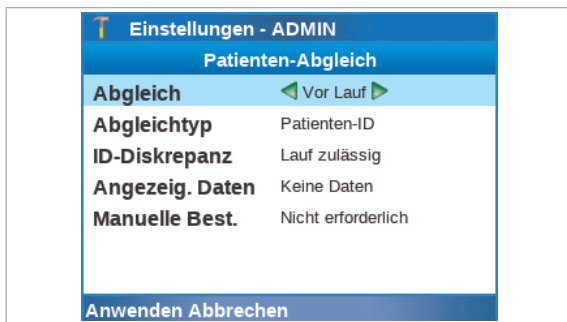 Einstellungen - ADMIN
Patienten-Abgleich
Abgleich Vor Lauf
Abgleichtyp Patienten-ID
ID-Diskrepanz Lauf zulässig
Angezeig. Daten Keine Daten
Manuelle Best. Nicht erforderlich
Anwenden Abbrechen